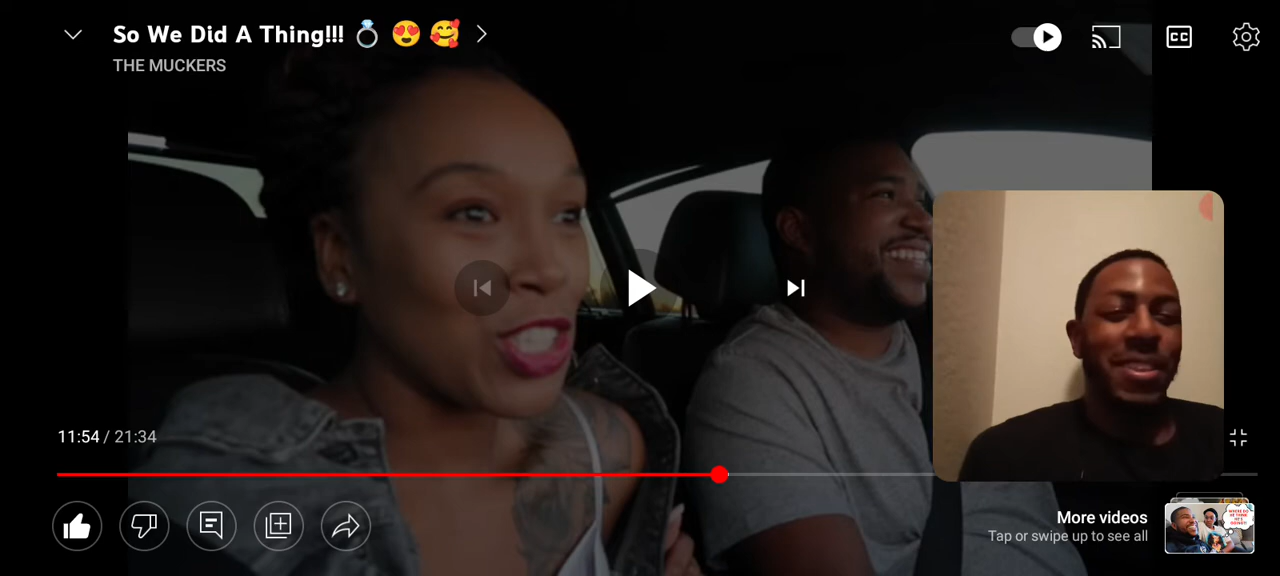 So We Did A Thing!!! 💍 😍 🥰
THE MUCKERS
CC
11:54 / 21:34
More videos
Tap or swipe up to see all